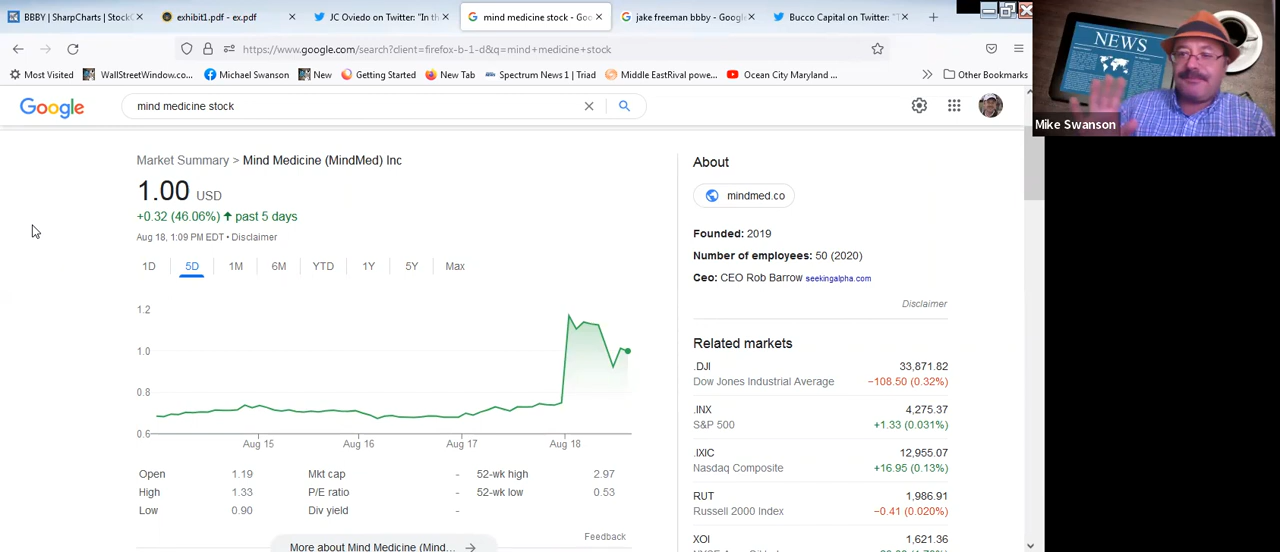 BBBY | SharpCharts | StockC
exhibit1.pdf - ex.pdf
JC Oviedo on Twitter: "In th
mind medicine stock - Goo
jake freeman bbby - Google
Bucco Capital on Twitter: "T
https://www.google.com/search?client=firefox-b-1-d&q=mind+medicine+stock
Most Visited
WallStreetWindow.co...
Michael Swanson
New
Getting Started
New Tab
Spectrum News 1 | Triad
Middle EastRival powe...
Ocean City Maryland ...
Other Bookmarks
NEWS
Mike Swanson
Google
mind medicine stock
Market Summary > Mind Medicine (MindMed) Inc
1.00 USD
+0.32 (46.06%) ↑ past 5 days
Aug 18, 1:09 PM EDT • Disclaimer
1D 5D 1M 6M YTD 1Y 5Y Max
1.2
1.0
0.8
0.6
Aug 15 Aug 16 Aug 17 Aug 18
Open 1.19 Mkt cap - 52-wk high 2.97
High 1.33 P/E ratio - 52-wk low 0.53
Low 0.90 Div yield -
Feedback
More about Mind Medicine (Mind... →
About
mindmed.co
Founded: 2019
Number of employees: 50 (2020)
Ceo: CEO Rob Barrow seekingalpha.com
Disclaimer
Related markets
.DJI 33,871.82
Dow Jones Industrial Average −108.50 (0.32%)
.INX 4,275.37
S&P 500 +1.33 (0.031%)
.IXIC 12,955.07
Nasdaq Composite +16.95 (0.13%)
RUT 1,986.91
Russell 2000 Index −0.41 (0.020%)
XOI 1,621.36